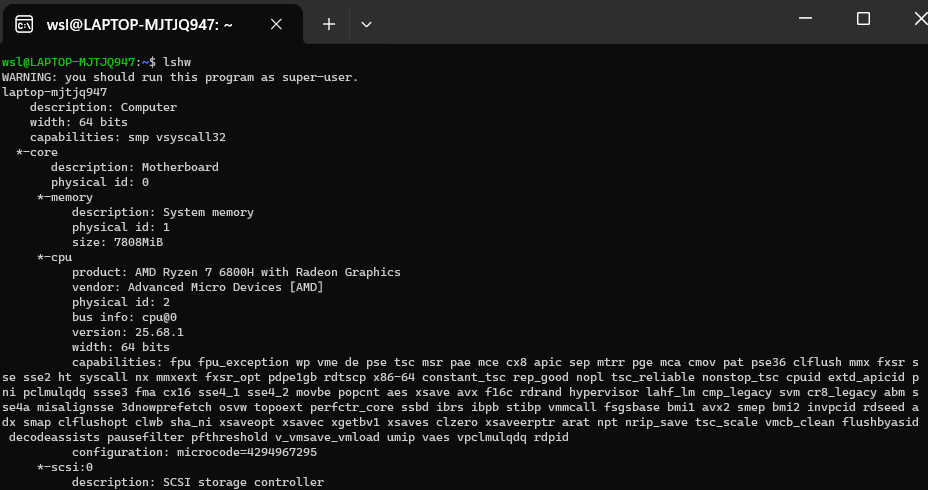 wsl@LAPTOP-MJTJQ947: ~
wsl@LAPTOP-MJTJQ947:~$ lshw
WARNING: you should run this program as super-user.
laptop-mjtjq947
    description: Computer
    width: 64 bits
    capabilities: smp vsyscall32
  *-core
       description: Motherboard
       physical id: 0
     *-memory
          description: System memory
          physical id: 1
          size: 7808MiB
     *-cpu
          product: AMD Ryzen 7 6800H with Radeon Graphics
          vendor: Advanced Micro Devices [AMD]
          physical id: 2
          bus info: cpu@0
          version: 25.68.1
          width: 64 bits
          capabilities: fpu fpu_exception wp vme de pse tsc msr pae mce cx8 apic sep mtrr pge mca cmov pat pse36 clflush mmx fxsr s
se sse2 ht syscall nx mmxext fxsr_opt pdpe1gb rdtscp x86-64 constant_tsc rep_good nopl tsc_reliable nonstop_tsc cpuid extd_apicid p
ni pclmulqdq ssse3 fma cx16 sse4_1 sse4_2 movbe popcnt aes xsave avx f16c rdrand hypervisor lahf_lm cmp_legacy svm cr8_legacy abm s
se4a misalignsse 3dnowprefetch osvw topoext perfctr_core ssbd ibrs ibpb stibp vmmcall fsgsbase bmi1 avx2 smep bmi2 invpcid rdseed a
dx smap clflushopt clwb sha_ni xsaveopt xsavec xgetbv1 xsaves clzero xsaveerptr arat npt nrip_save tsc_scale vmcb_clean flushbyasid
 decodeassists pausefilter pfthreshold v_vmsave_vmload umip vaes vpclmulqdq rdpid
          configuration: microcode=4294967295
     *-scsi:0
          description: SCSI storage controller